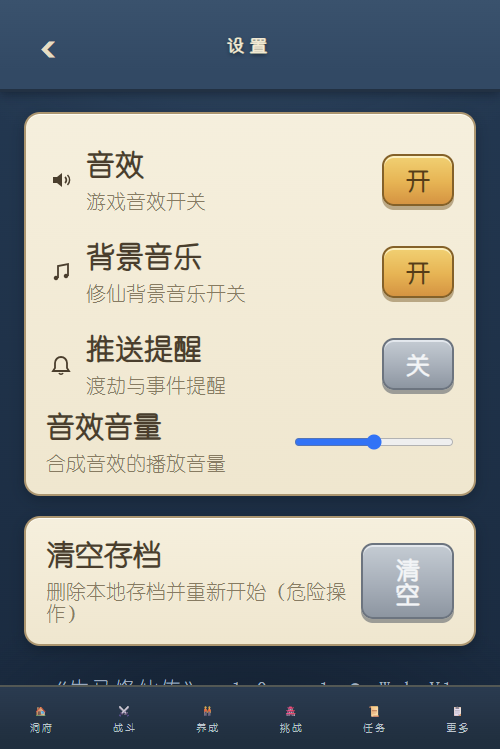 设置
音效
游戏音效开关
开
背景音乐
修仙背景音乐开关
开
推送提醒
渡劫与事件提醒
关
音效音量
合成音效的播放音量
清空存档
删除本地存档并重新开始（危险操
作）
清
空
洞府
战斗
养成
挑战
任务
更多